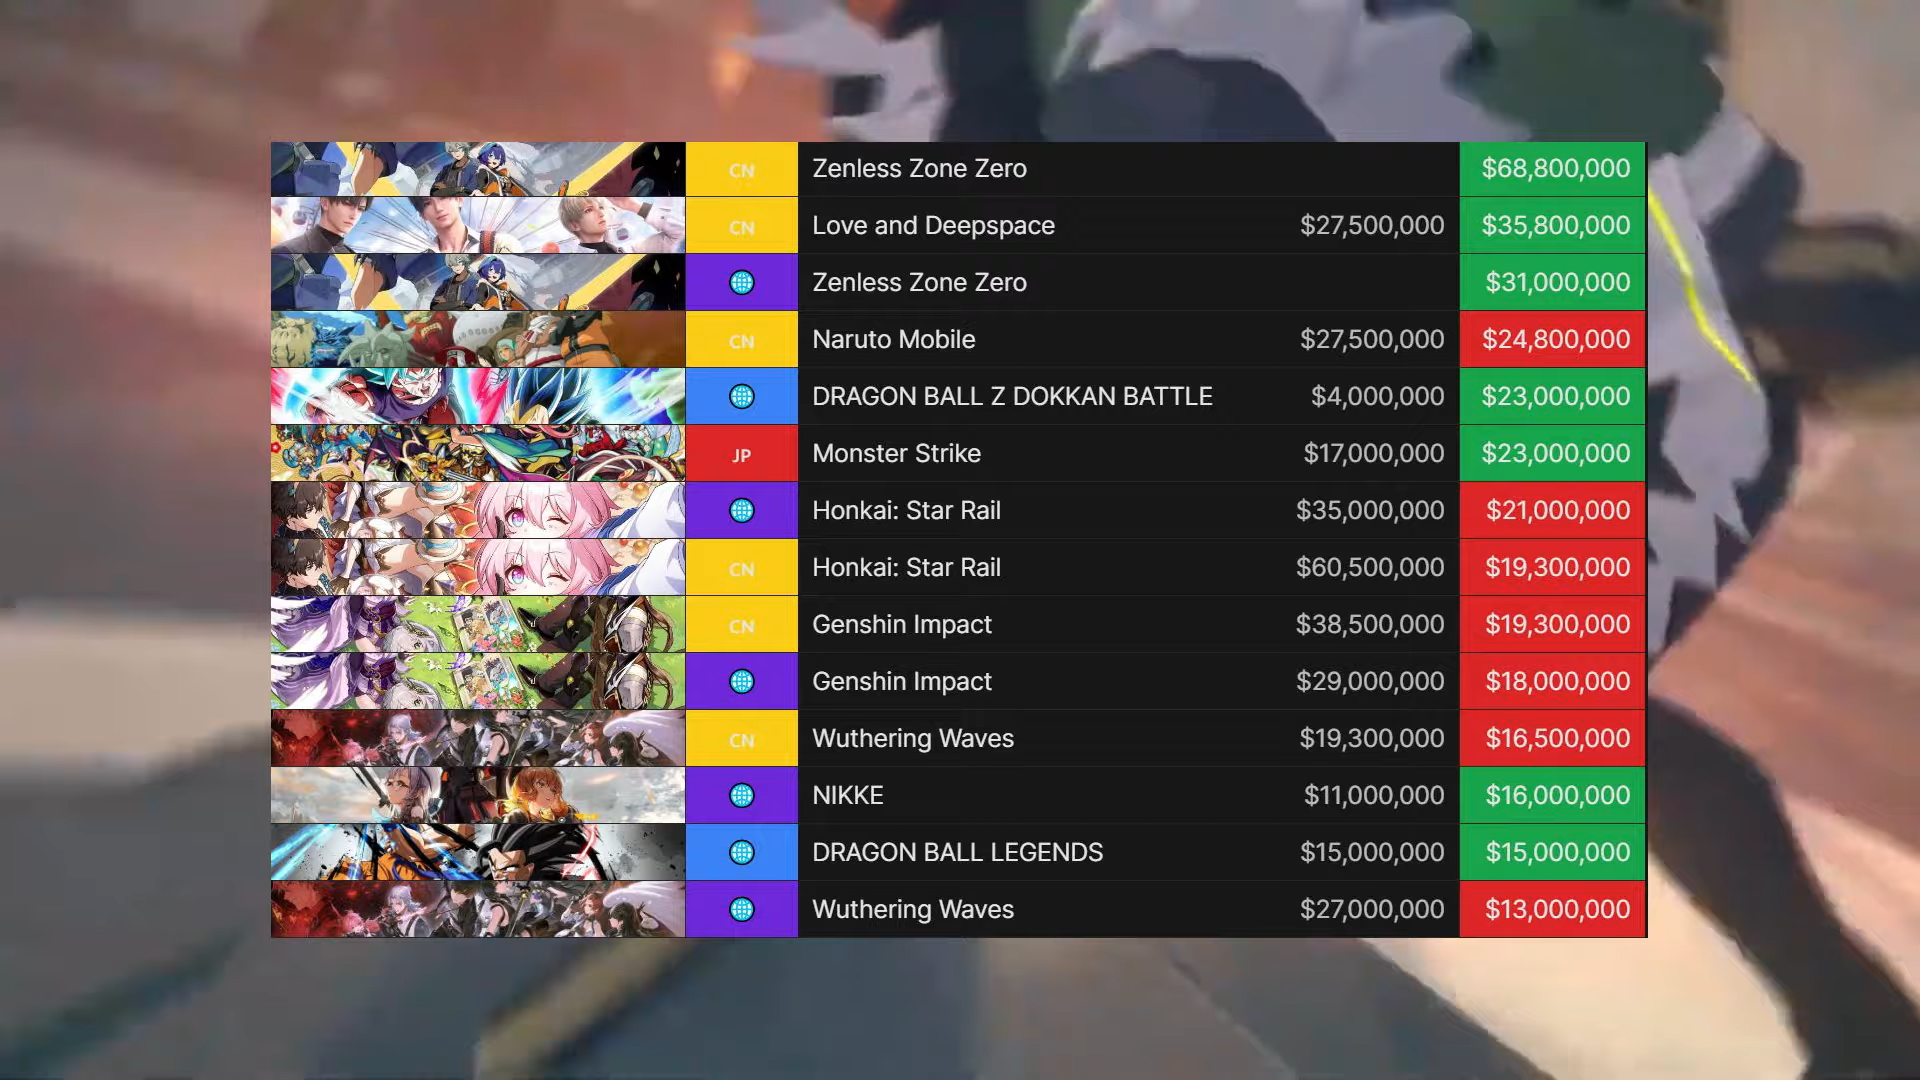 CN Zenless Zone Zero $68,800,000
CN Love and Deepspace $27,500,000 $35,800,000
Zenless Zone Zero $31,000,000
CN Naruto Mobile $27,500,000 $24,800,000
DRAGON BALL Z DOKKAN BATTLE $4,000,000 $23,000,000
JP Monster Strike $17,000,000 $23,000,000
Honkai: Star Rail $35,000,000 $21,000,000
CN Honkai: Star Rail $60,500,000 $19,300,000
CN Genshin Impact $38,500,000 $19,300,000
Genshin Impact $29,000,000 $18,000,000
CN Wuthering Waves $19,300,000 $16,500,000
NIKKE $11,000,000 $16,000,000
DRAGON BALL LEGENDS $15,000,000 $15,000,000
Wuthering Waves $27,000,000 $13,000,000